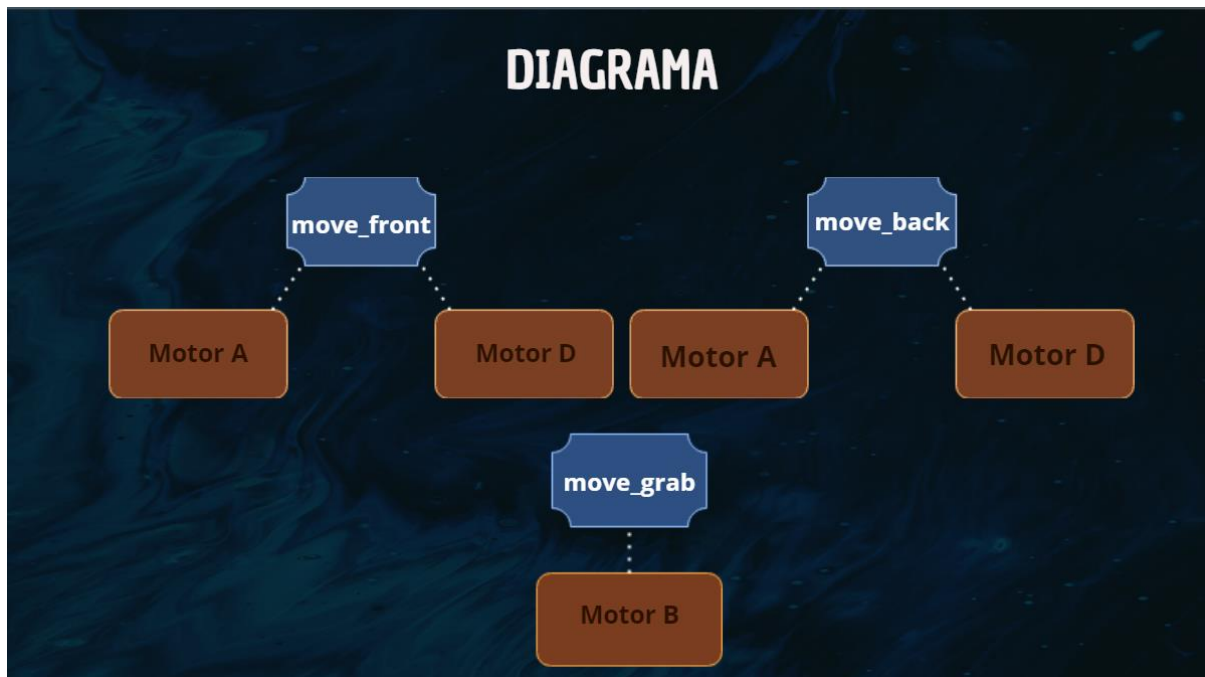 DIAGRAMA
move_front
move_back
Motor A
Motor D
Motor A
Motor D
move_grab
Motor B